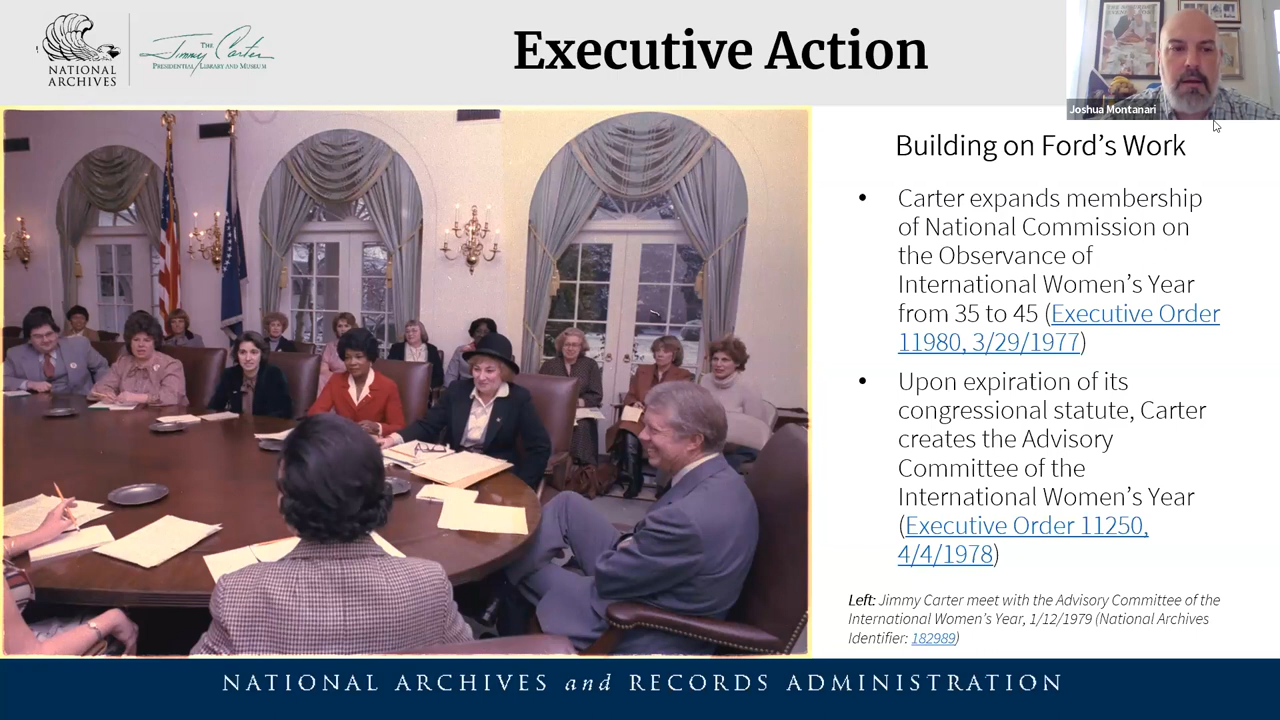 NATIONAL
ARCHIVES
THE
Jimmy Carter
PRESIDENTIAL LIBRARY AND MUSEUM
Executive Action
Joshua Montanari
Building on Ford's Work
• Carter expands membership
of National Commission on
the Observance of
International Women's Year
from 35 to 45 (Executive Order
11980, 3/29/1977)
• Upon expiration of its
congressional statute, Carter
creates the Advisory
Committee of the
International Women's Year
(Executive Order 11250,
4/4/1978)
Left: Jimmy Carter meet with the Advisory Committee of the
International Women's Year, 1/12/1979 (National Archives
Identifier: 182989)
NATIONAL ARCHIVES and RECORDS ADMINISTRATION